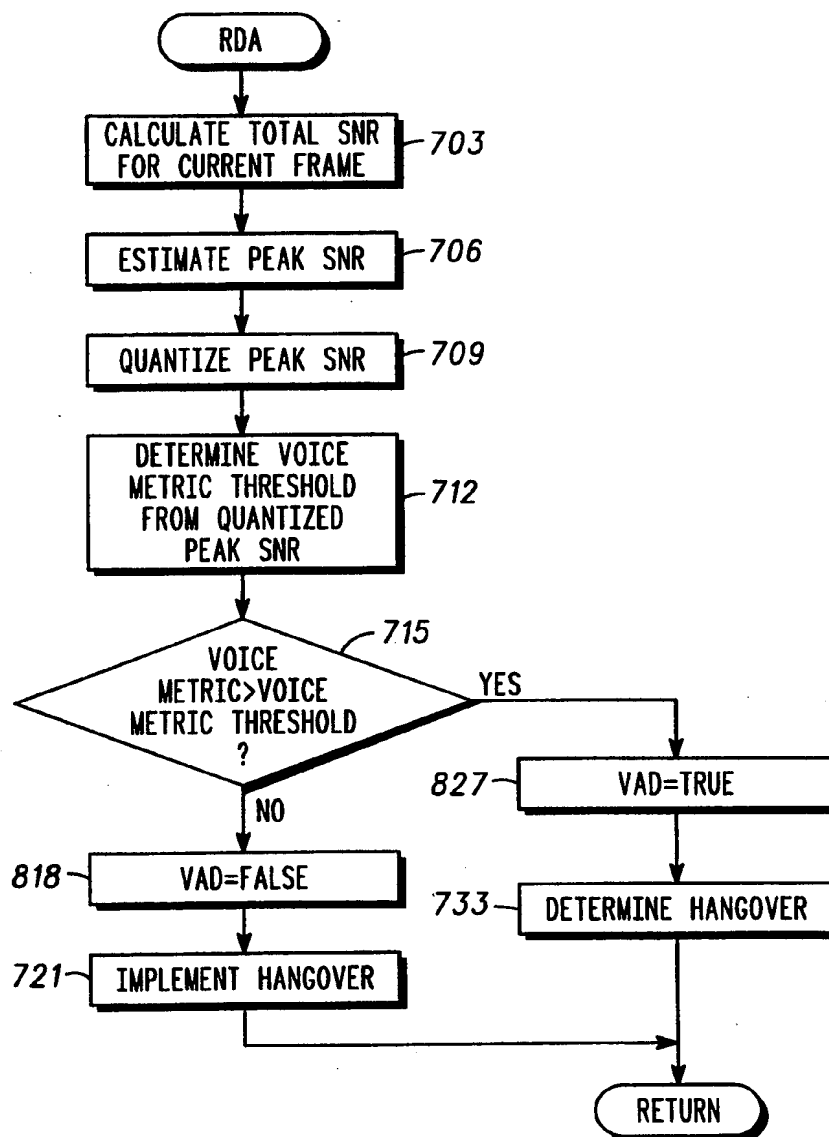 RDA
CALCULATE TOTAL SNR
FOR CURRENT FRAME
703
ESTIMATE PEAK SNR
706
QUANTIZE PEAK SNR
709
DETERMINE VOICE
METRIC THRESHOLD
FROM QUANTIZED
PEAK SNR
712
715
VOICE
METRIC>VOICE
METRIC THRESHOLD
?
YES
NO
827
VAD=TRUE
818
VAD=FALSE
733
DETERMINE HANGOVER
721
IMPLEMENT HANGOVER
RETURN